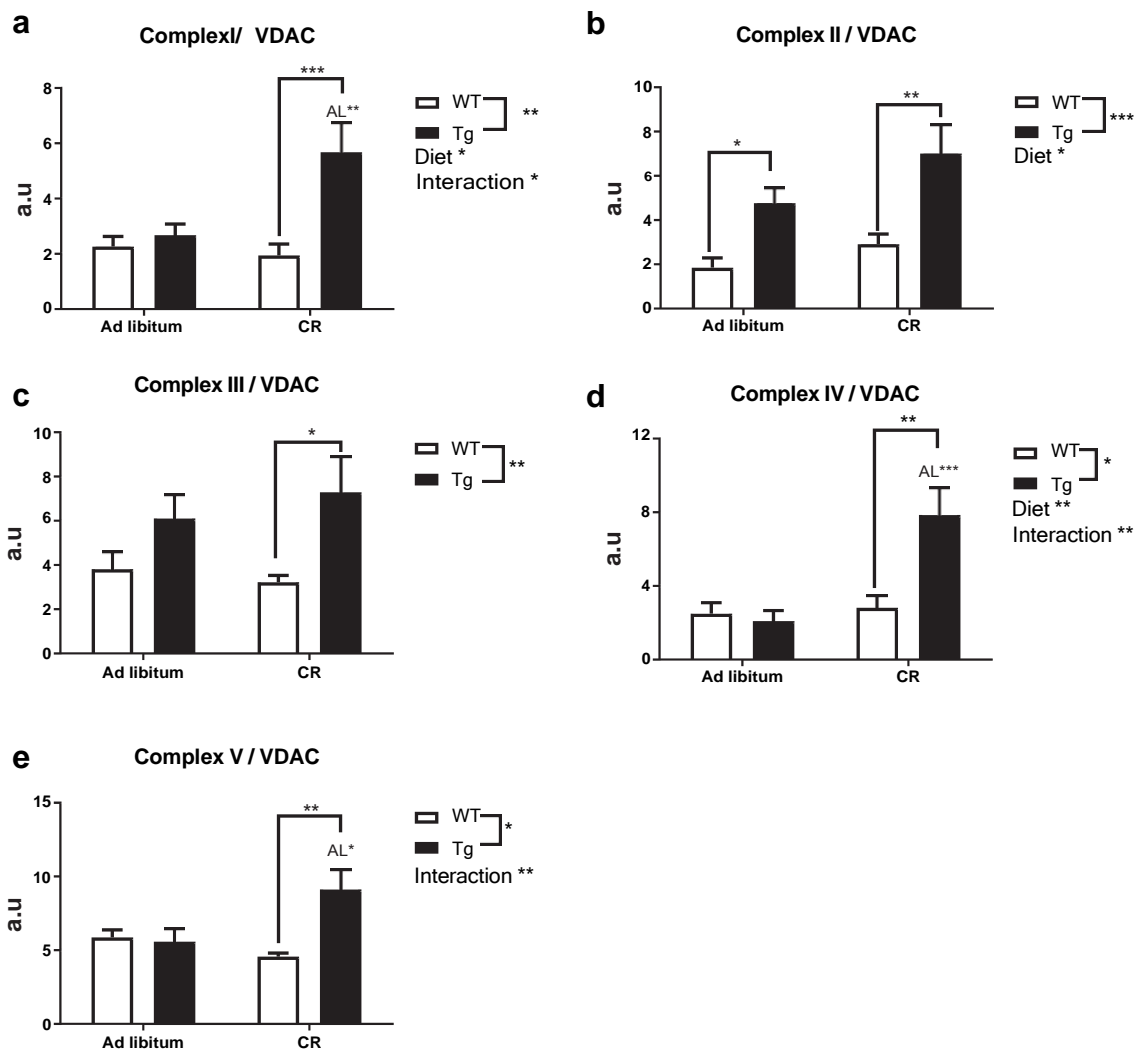 a
ComplexI/ VDAC
8
6
4
2
0
a.u
***
AL**
Ad libitum
CR
WT
Tg
**
Diet *
Interaction *
b
Complex II / VDAC
10
8
6
4
2
0
a.u
*
**
Ad libitum
CR
WT
Tg
***
Diet *
c
Complex III / VDAC
10
8
6
4
2
0
a.u
*
Ad libitum
CR
WT
Tg
**
d
Complex IV / VDAC
12
8
4
0
a.u
**
AL***
Ad libitum
CR
WT
Tg
*
Diet **
Interaction **
e
Complex V / VDAC
15
10
5
0
a.u
**
AL*
Ad libitum
CR
WT
Tg
*
Interaction **